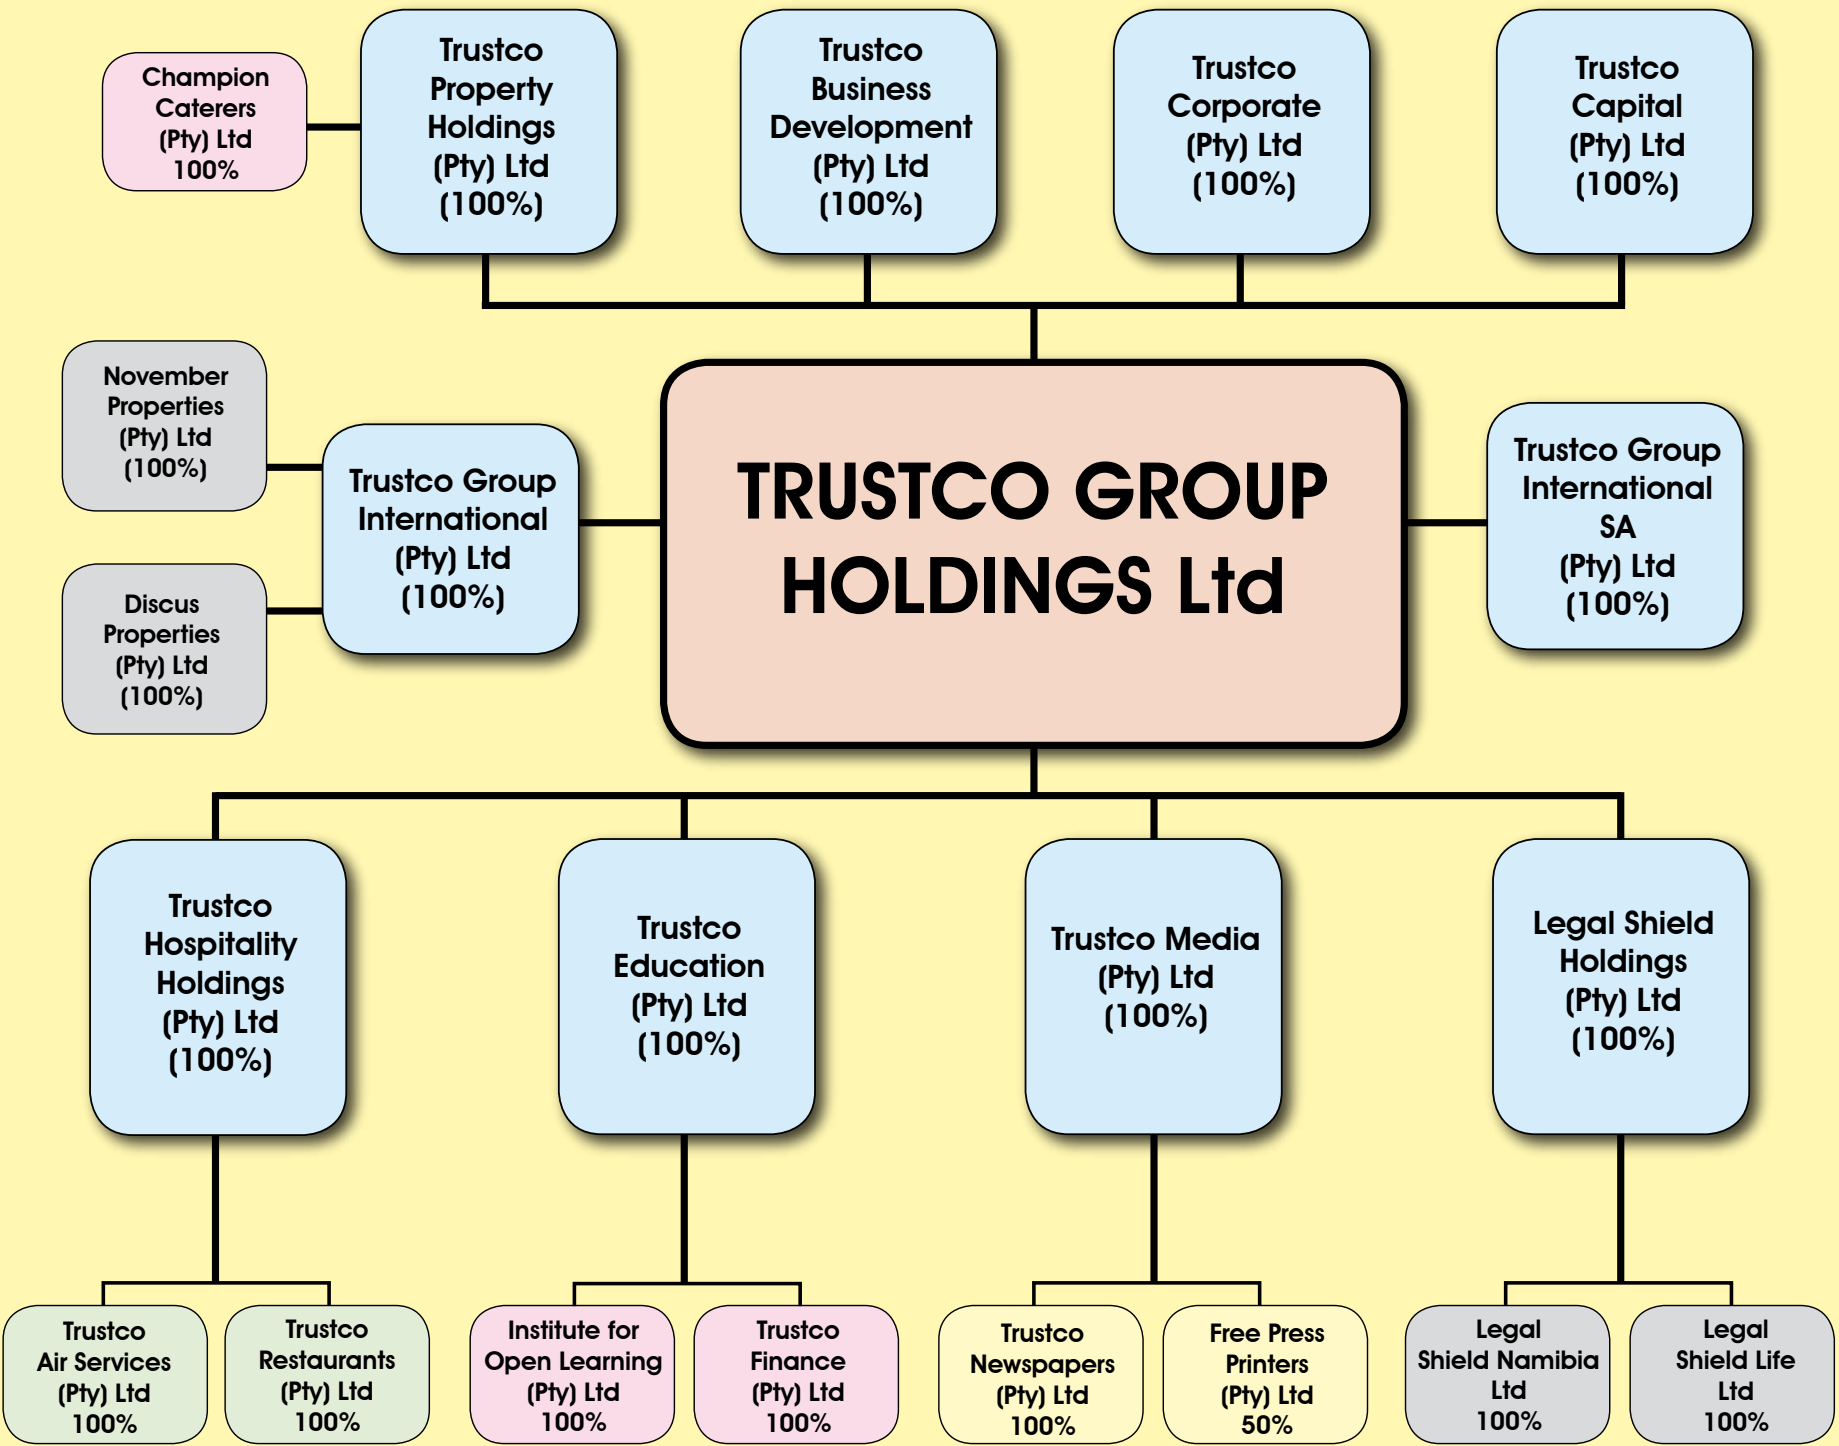 Champion
Caterers
(Pty) Ltd
100%
Trustco
Property
Holdings
(Pty) Ltd
(100%)
Trustco
Business
Development
(Pty) Ltd
(100%)
Trustco
Corporate
(Pty) Ltd
(100%)
Trustco
Capital
(Pty) Ltd
(100%)
November
Properties
(Pty) Ltd
(100%)
Discus
Properties
(Pty) Ltd
(100%)
Trustco Group
International
(Pty) Ltd
(100%)
TRUSTCO GROUP
HOLDINGS Ltd
Trustco Group
International
SA
(Pty) Ltd
(100%)
Trustco
Hospitality
Holdings
(Pty) Ltd
(100%)
Trustco
Education
(Pty) Ltd
(100%)
Trustco Media
(Pty) Ltd
(100%)
Legal Shield
Holdings
(Pty) Ltd
(100%)
Trustco
Air Services
(Pty) Ltd
100%
Trustco
Restaurants
(Pty) Ltd
100%
Institute for
Open Learning
(Pty) Ltd
100%
Trustco
Finance
(Pty) Ltd
100%
Trustco
Newspapers
(Pty) Ltd
100%
Free Press
Printers
(Pty) Ltd
50%
Legal
Shield Namibia
Ltd
100%
Legal
Shield Life
Ltd
100%